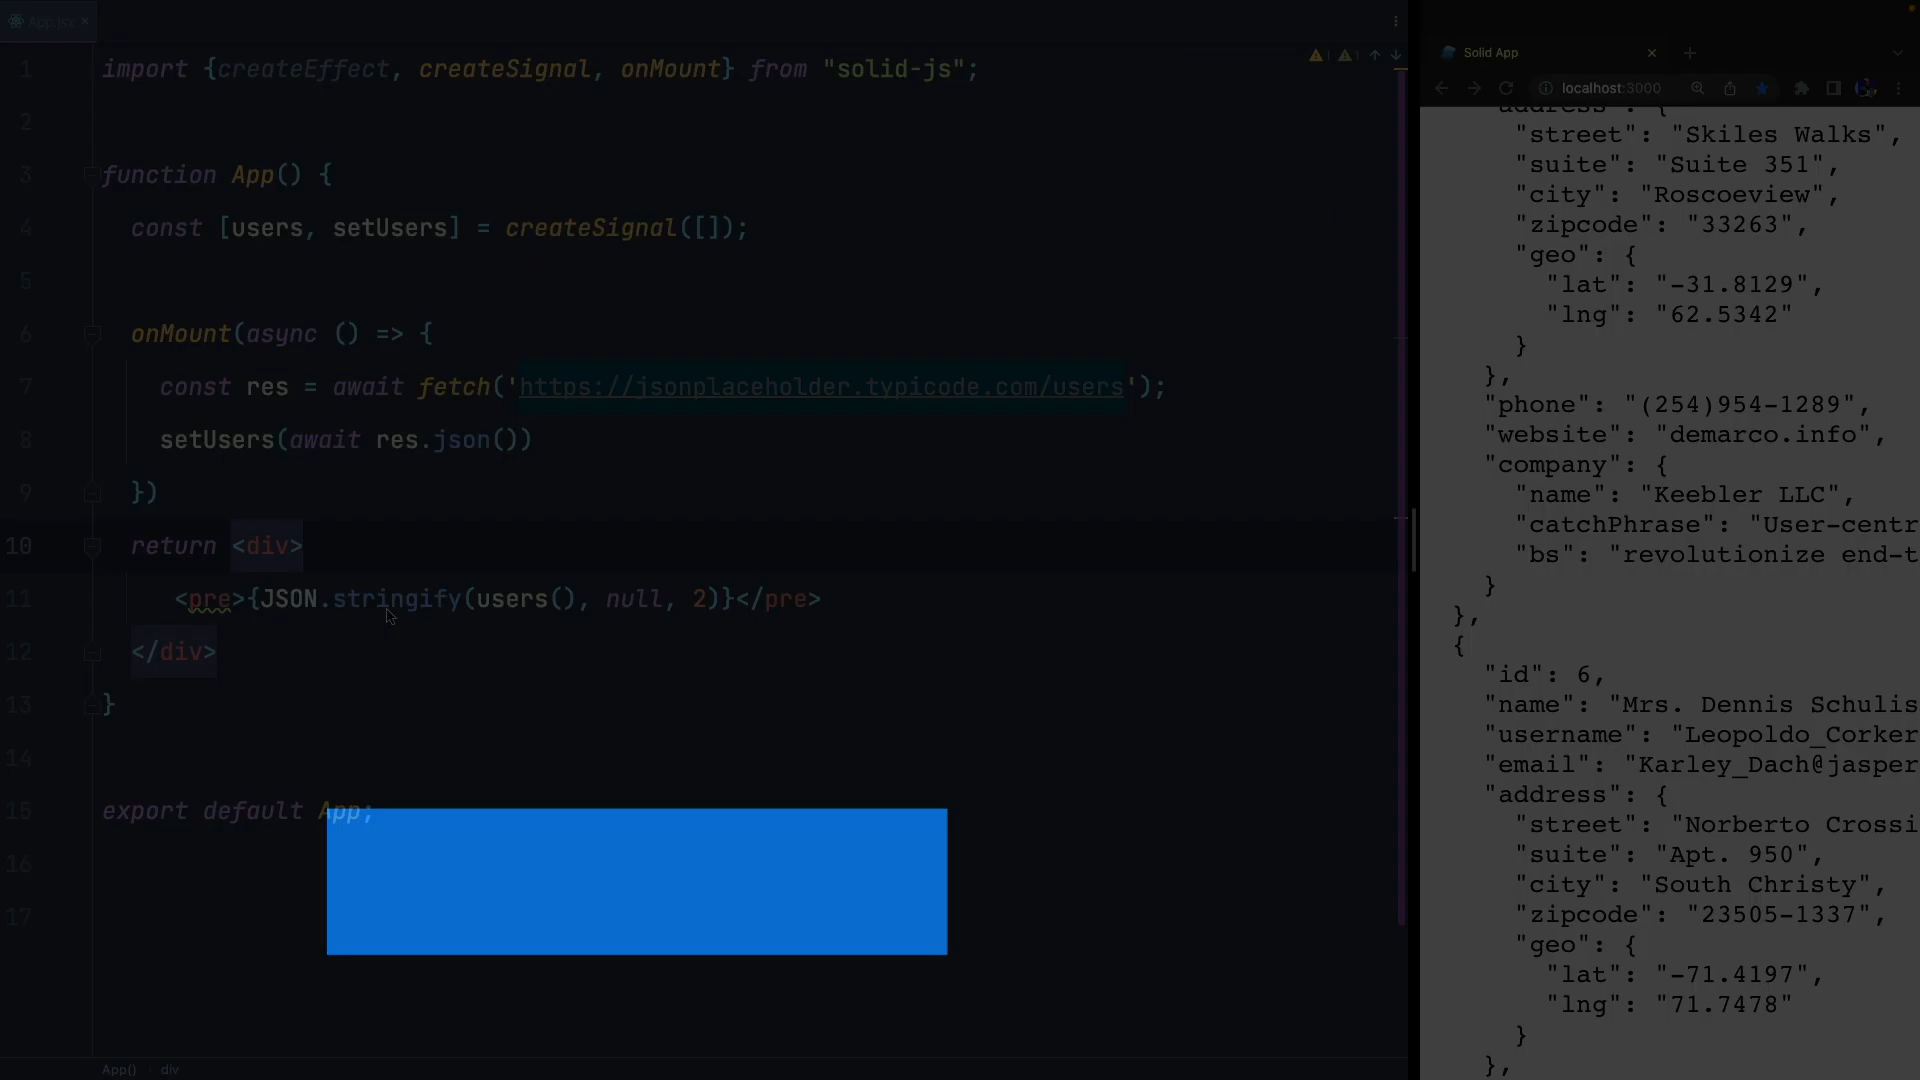 App.jsx
1 import {createEffect, createSignal, onMount} from "solid-js";
2
3 function App() {
4 const [users, setUsers] = createSignal([]);
5
6 onMount(async () => {
7 const res = await fetch('https://jsonplaceholder.typicode.com/users');
8 setUsers(await res.json())
9 })
10 return <div>
11 <pre>{JSON.stringify(users(), null, 2)}</pre>
12 </div>
13 }
14
15 export default App;
16
17
App() div
Solid App
localhost:3000
"address": {
"street": "Skiles Walks",
"suite": "Suite 351",
"city": "Roscoeview",
"zipcode": "33263",
"geo": {
"lat": "-31.8129",
"lng": "62.5342"
}
},
"phone": "(254)954-1289",
"website": "demarco.info",
"company": {
"name": "Keebler LLC",
"catchPhrase": "User-centr
"bs": "revolutionize end-t
}
},
{
"id": 6,
"name": "Mrs. Dennis Schulis
"username": "Leopoldo_Corker
"email": "Karley_Dach@jasper
"address": {
"street": "Norberto Crossi
"suite": "Apt. 950",
"city": "South Christy",
"zipcode": "23505-1337",
"geo": {
"lat": "-71.4197",
"lng": "71.7478"
}
},